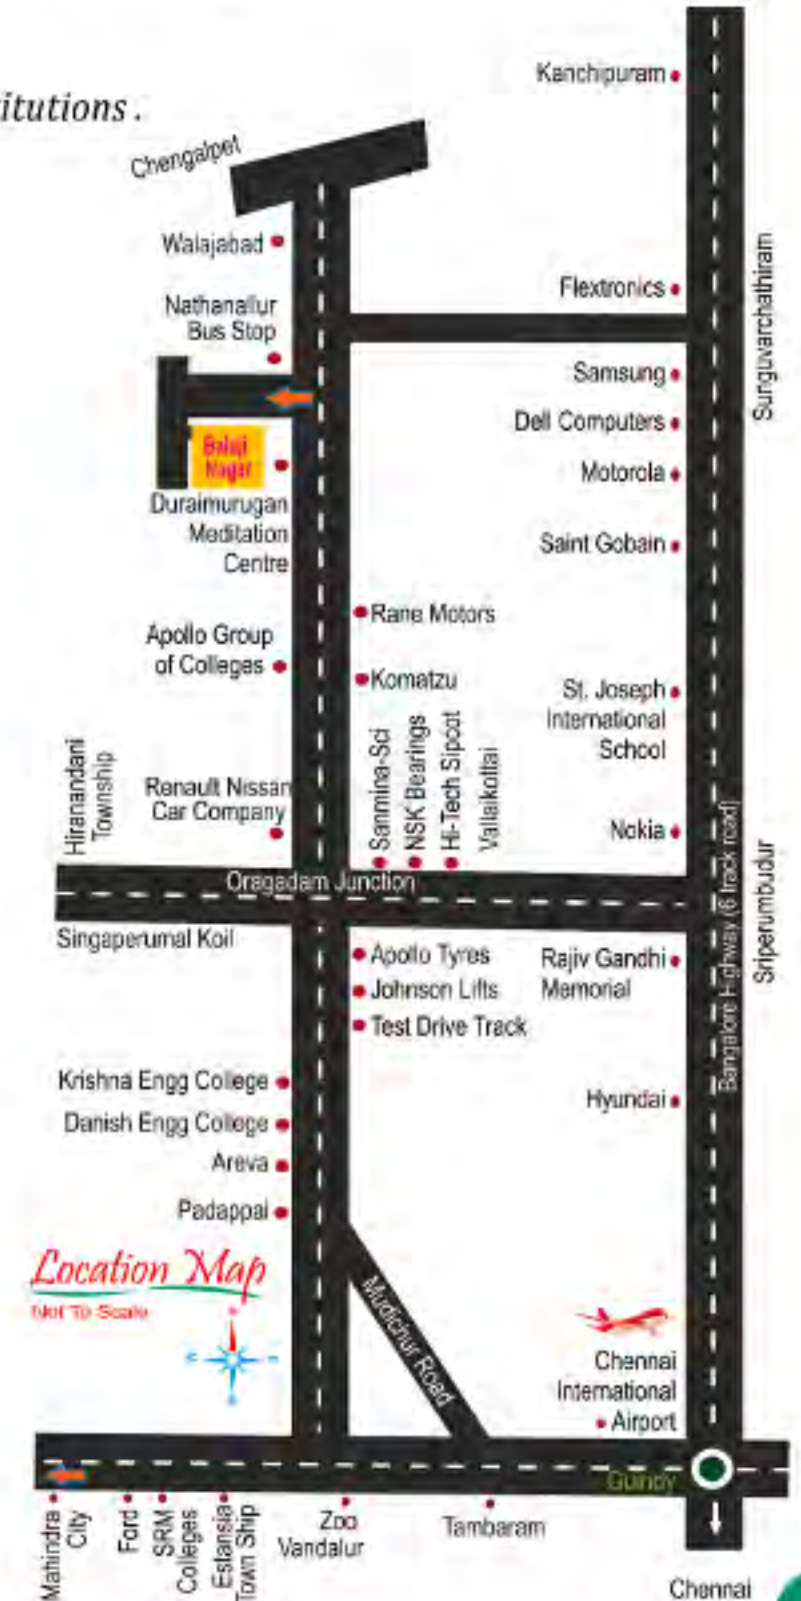 itutions .
Kanchipuram
Chengalpet
Walajabad
Flextronics
Sunguvarchathiram
Nathanallur
Bus Stop
Samsung
Dell Computers
Balaji
Nagar
Motorola
Duraimurugan
Meditation
Centre
Saint Gobain
Rane Motors
Apollo Group
of Colleges
Komatzu
St. Joseph
International
School
Hiranandani
Township
Renault Nissan
Car Company
Sanmina-Sci
NSK Bearings
Hi-Tech Sipcot
Vallaikottai
Nokia
Oragadam Junction
Bangalore Highway (6 track road)
Sriperumbudur
Singaperumal Koil
Apollo Tyres
Johnson Lifts
Test Drive Track
Rajiv Gandhi
Memorial
Krishna Engg College
Danish Engg College
Areva
Padappai
Hyundai
Location Map
Not To Scale
Mudichur Road
Chennai
International
Airport
Guindy
Mahindra
City
Ford
SRM
Colleges
Estansia
Town Ship
Zoo
Vandalur
Tambaram
Chennai